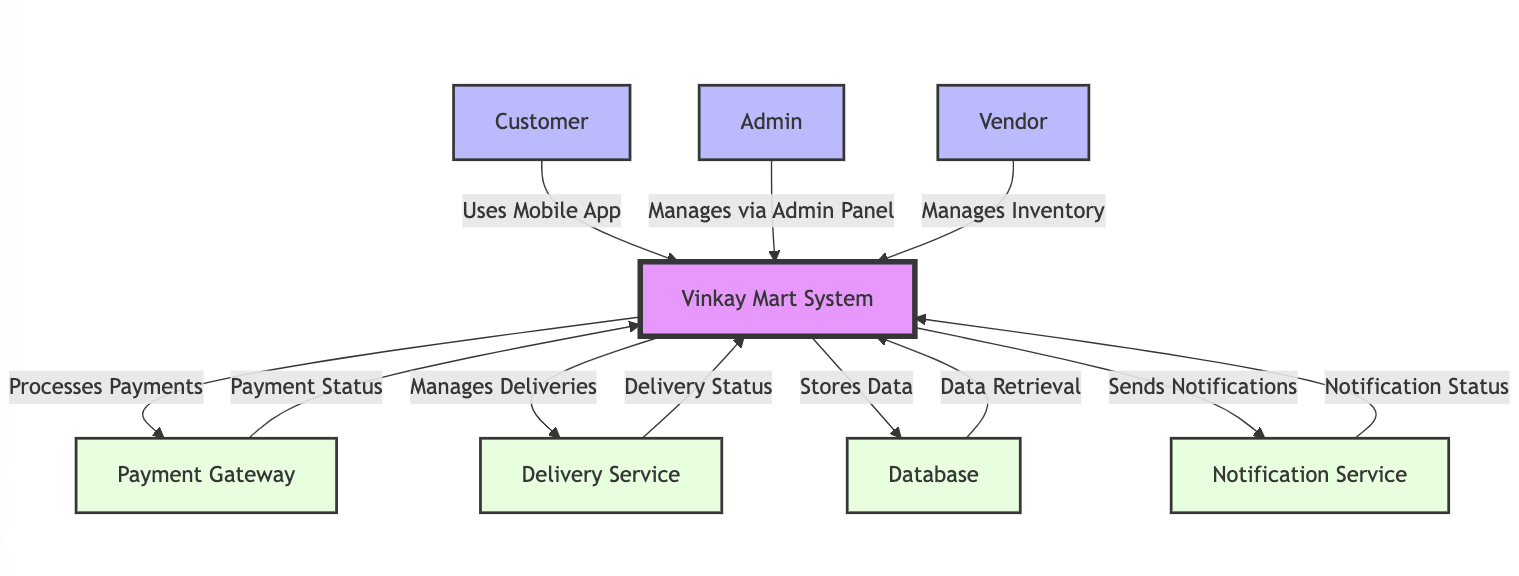 Customer
Admin
Vendor
Uses Mobile App
Manages via Admin Panel
Manages Inventory
Vinkay Mart System
Processes Payments
Payment Status
Manages Deliveries
Delivery Status
Stores Data
Data Retrieval
Sends Notifications
Notification Status
Payment Gateway
Delivery Service
Database
Notification Service